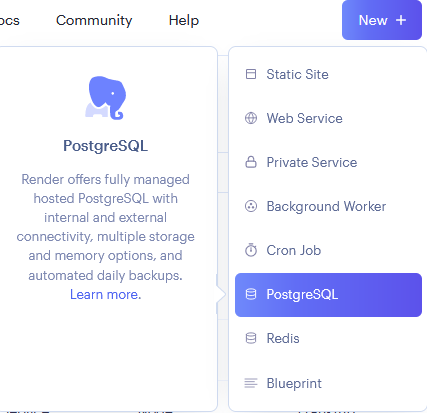 Community
Help
New +
PostgreSQL
Render offers fully managed
hosted PostgreSQL with
internal and external
connectivity, multiple storage
and memory options, and
automated daily backups.
Learn more.
Static Site
Web Service
Private Service
Background Worker
Cron Job
PostgreSQL
Redis
Blueprint